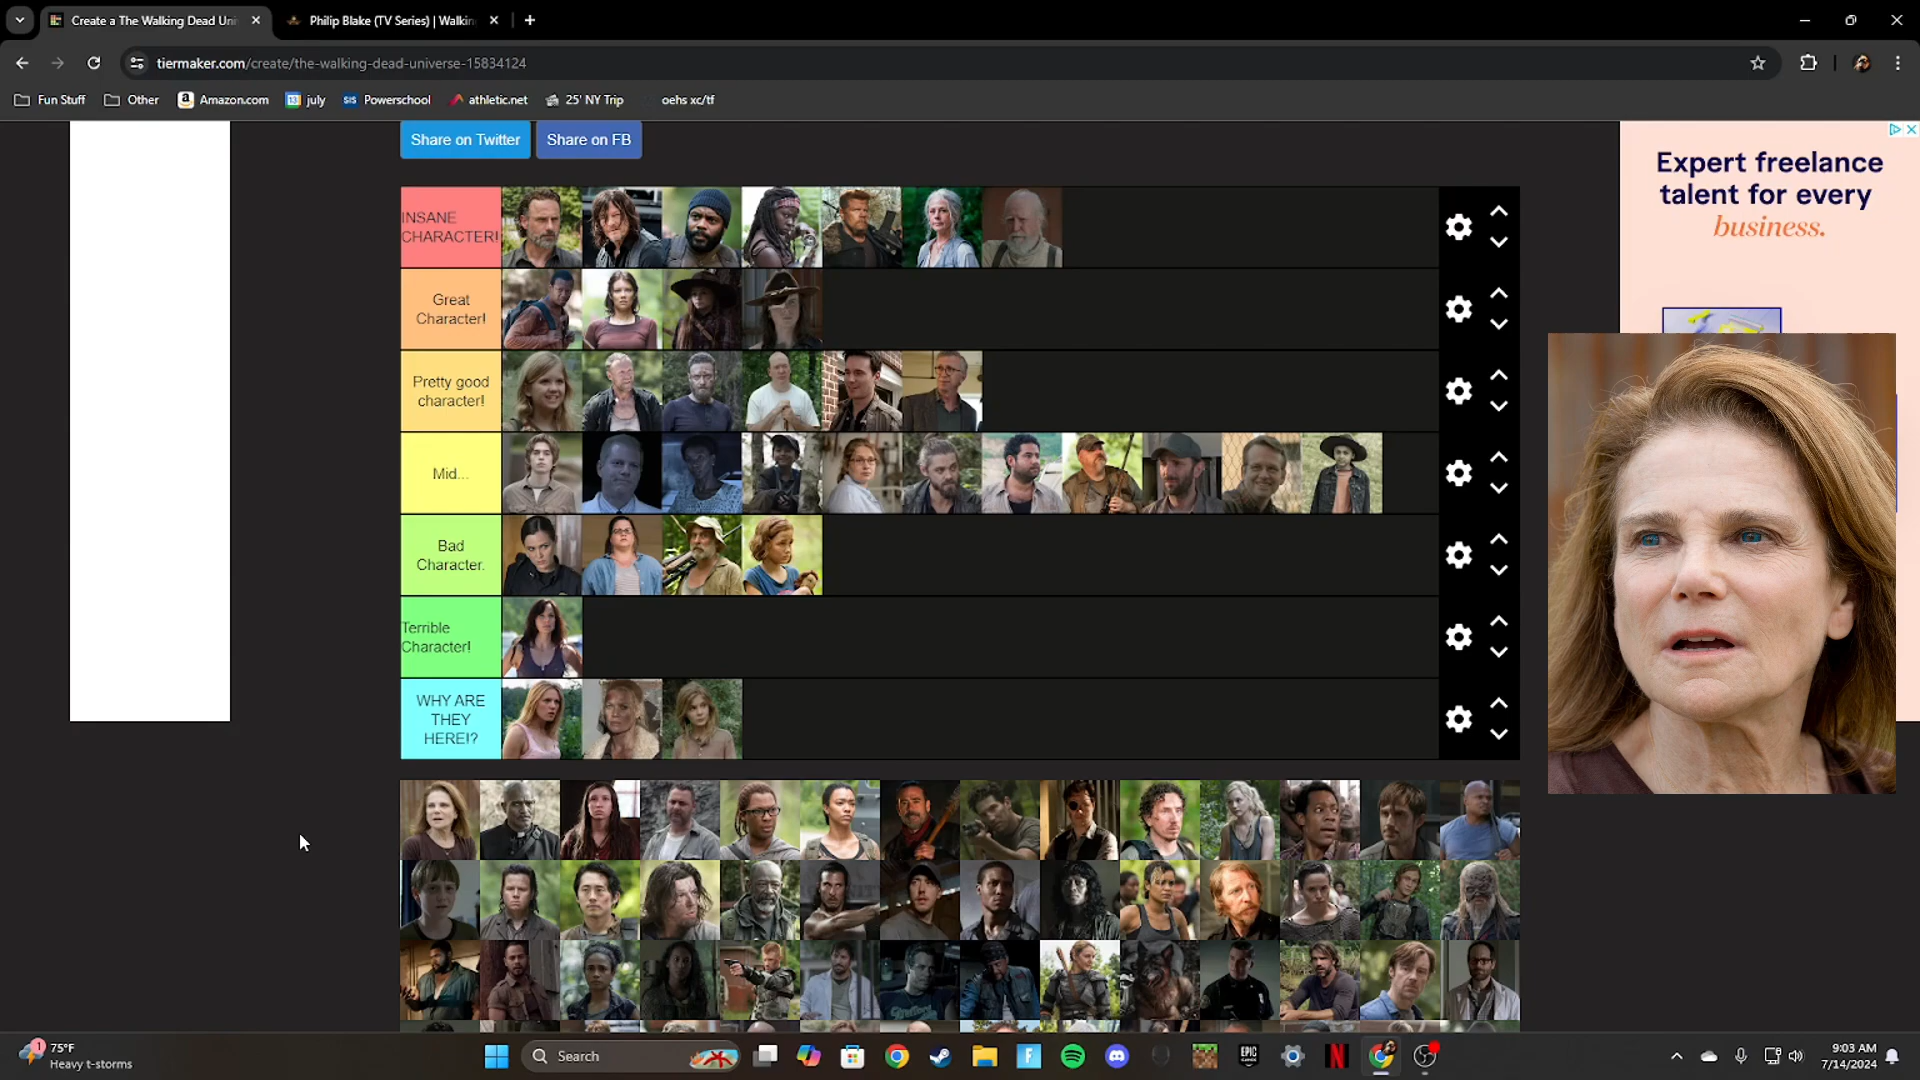 Create a The Walking Dead Uni
Philip Blake (TV Series) | Walkin
tiermaker.com/create/the-walking-dead-universe-15834124
Fun Stuff
Other
Amazon.com
july
SIS
Powerschool
athletic.net
25' NY Trip
oehs xc/tf
Share on Twitter
Share on FB
Expert freelance
talent for every
business.
INSANE
CHARACTER!
Great
Character!
Pretty good
character!
Mid...
Bad
Character.
Terrible
Character!
WHY ARE
THEY
HERE!?
1
75°F
Heavy t-storms
Search
EPIC
9:03 AM
7/14/2024